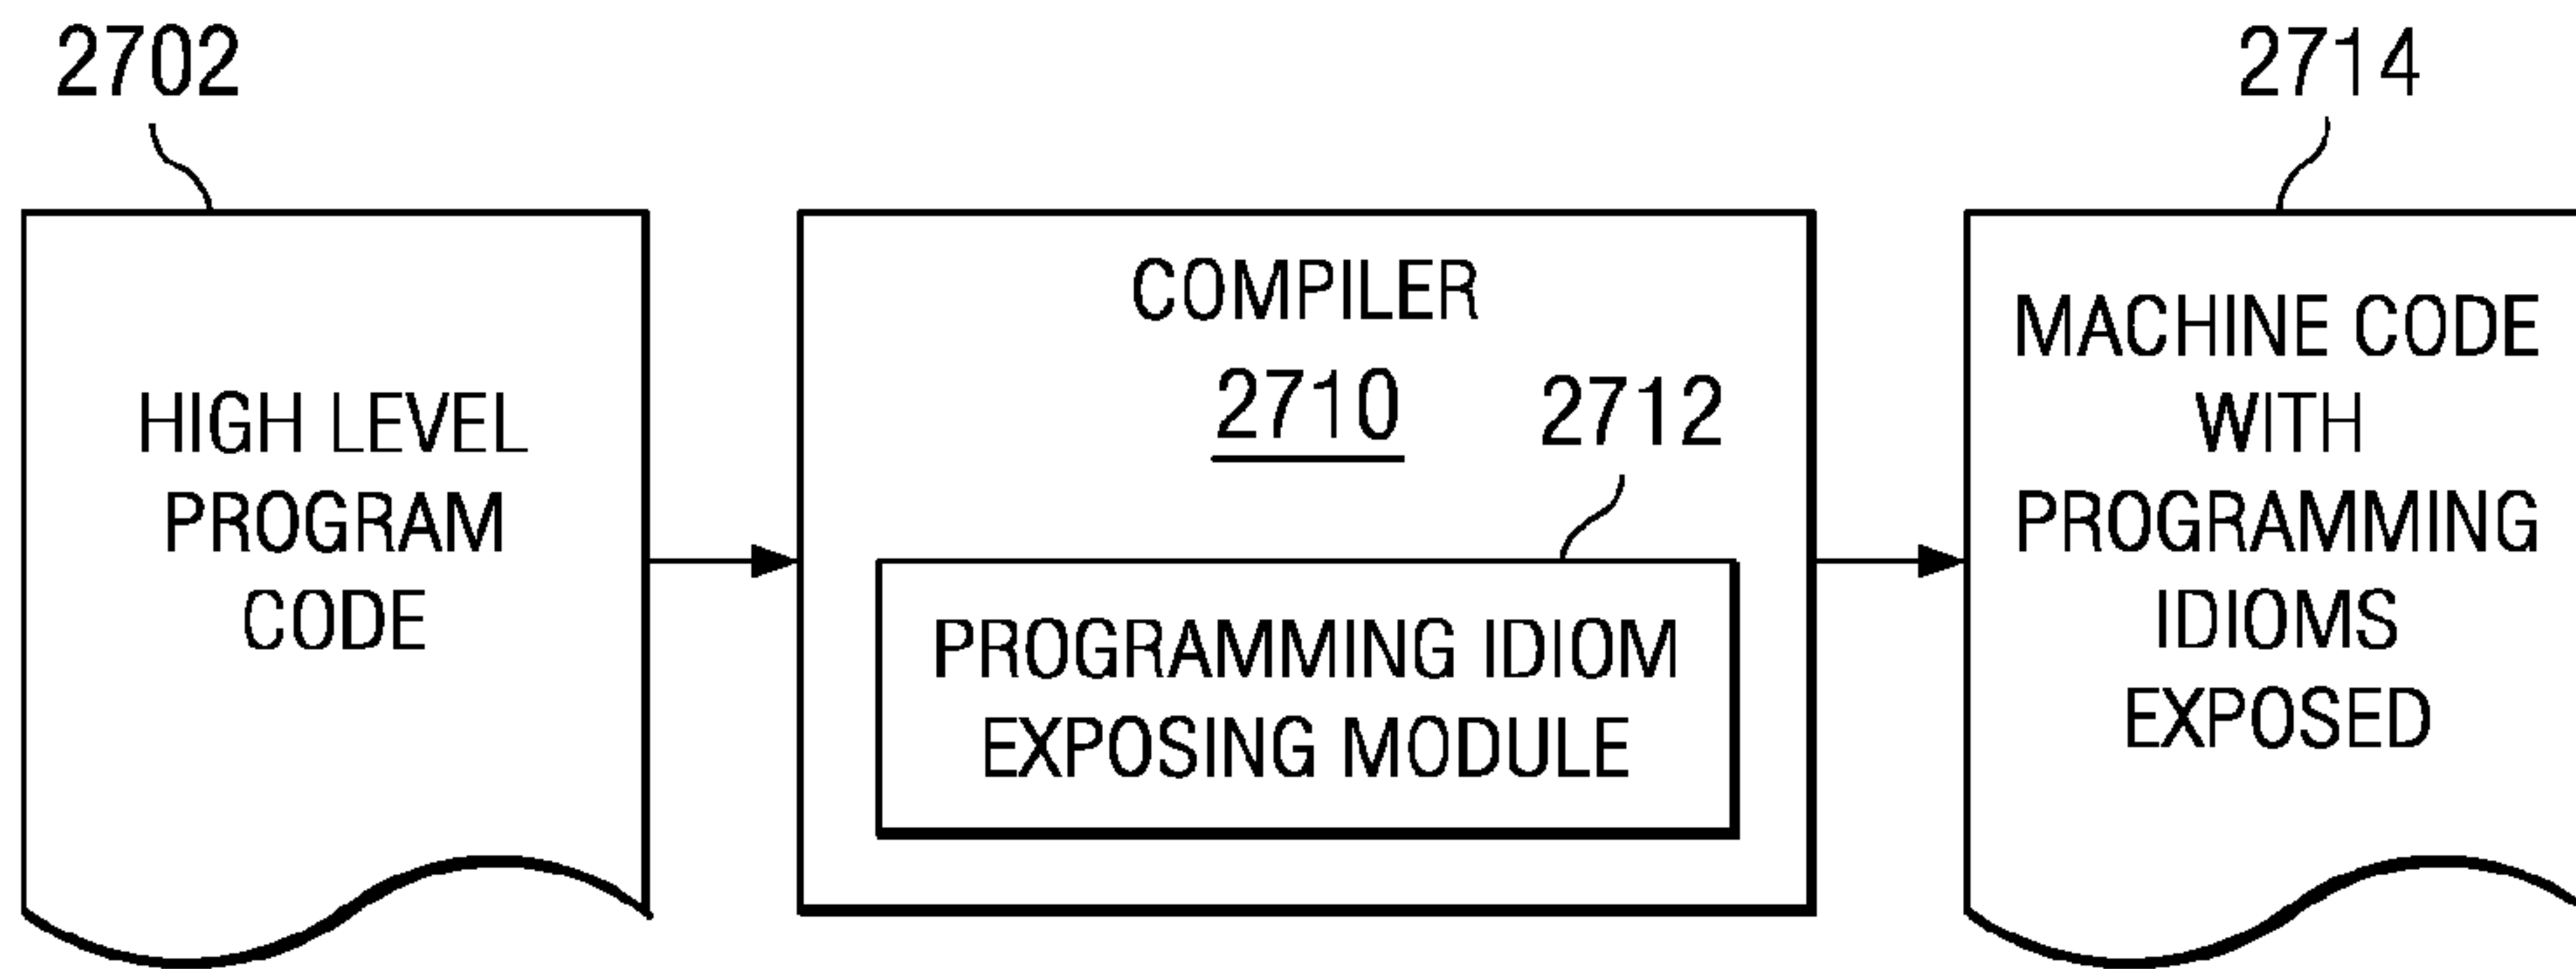 2702
2714
HIGH LEVEL
PROGRAM
CODE
COMPILER
2710
2712
PROGRAMMING IDIOM
EXPOSING MODULE
MACHINE CODE
WITH
PROGRAMMING
IDIOMS
EXPOSED